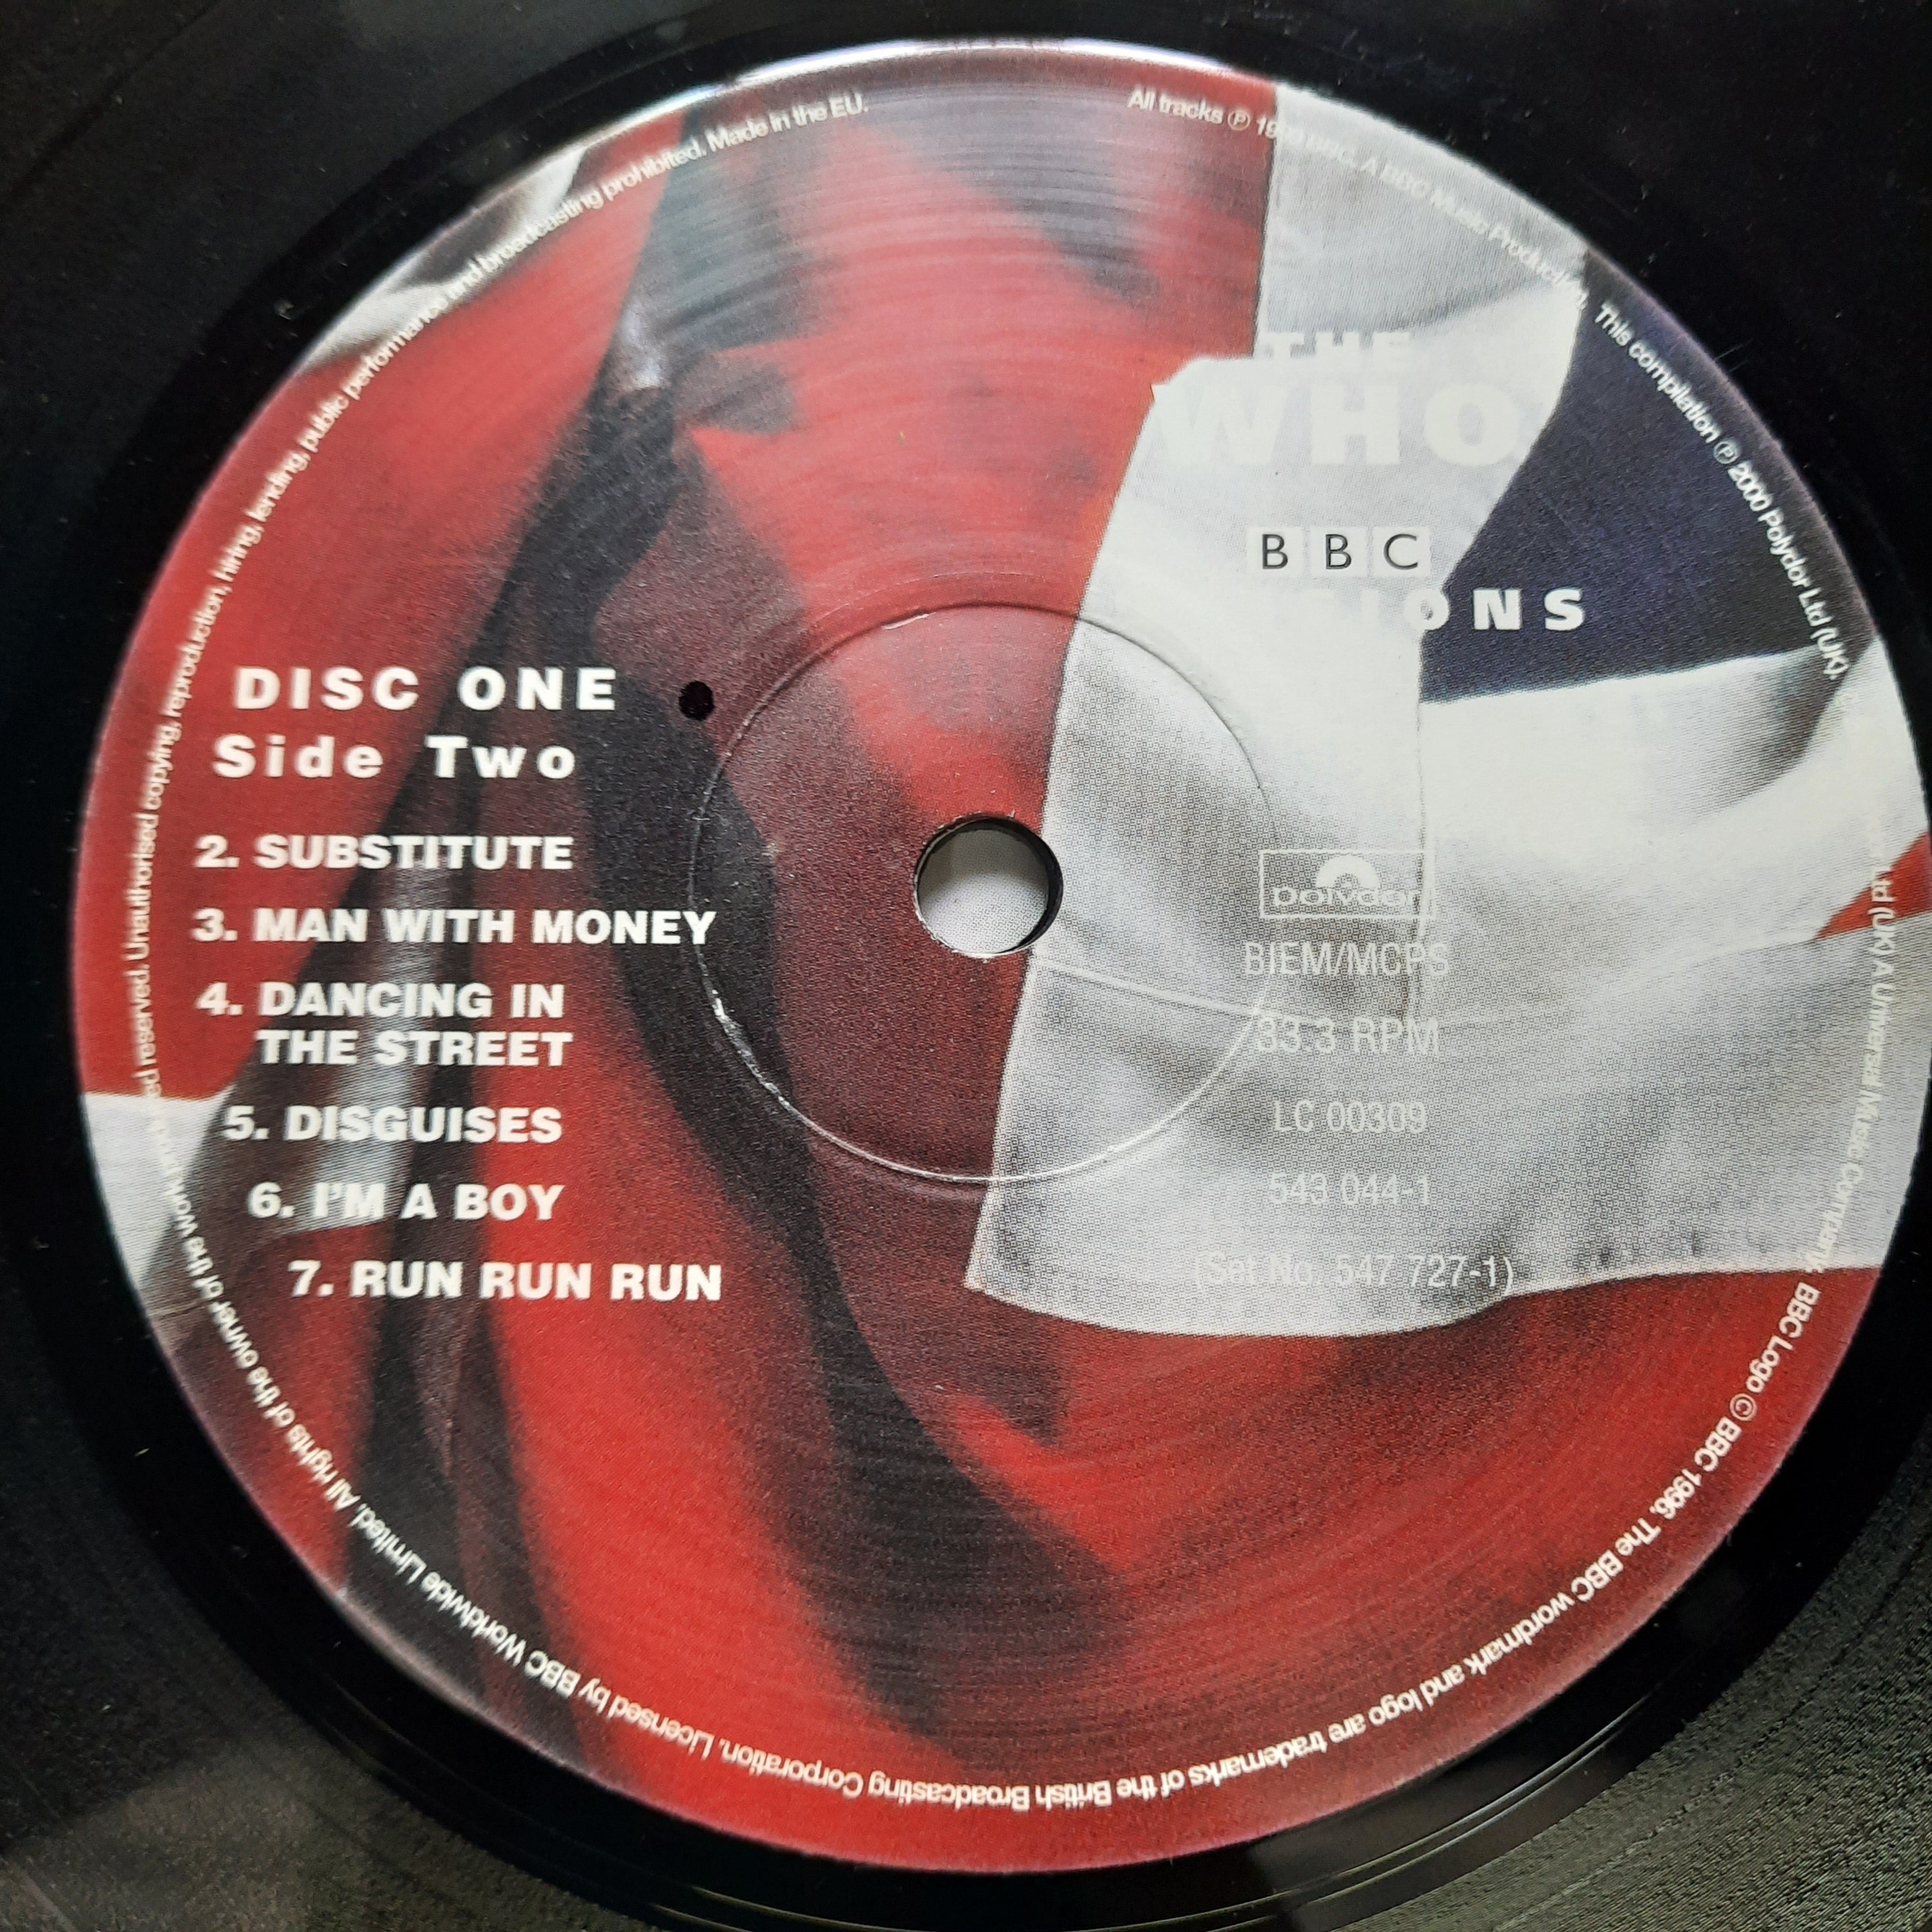 THE
WHO
BBC
IONS
DISC ONE
Side Two
2. SUBSTITUTE
3. MAN WITH MONEY
4. DANCING IN
THE STREET
5. DISGUISES
6. I'M A BOY
7. RUN RUN RUN
polydor
BIEM/MCPS
33.3 RPM
LC 00309
543 044-1
(Set No. 547 727-1)
All tracks ℗ BBC. A BBC Music Production. This compilation ℗ 2000 Polydor Ltd (UK). Ltd (UK) A Universal Music Company. BBC Logo © BBC 1996. The BBC wordmark and logo are trademarks of the British Broadcasting Corporation. Licensed by BBC Worldwide Limited. All rights of the owner of the work reserved. Unauthorised copying, reproduction, hiring, lending, public performance and broadcasting prohibited. Made in the EU.